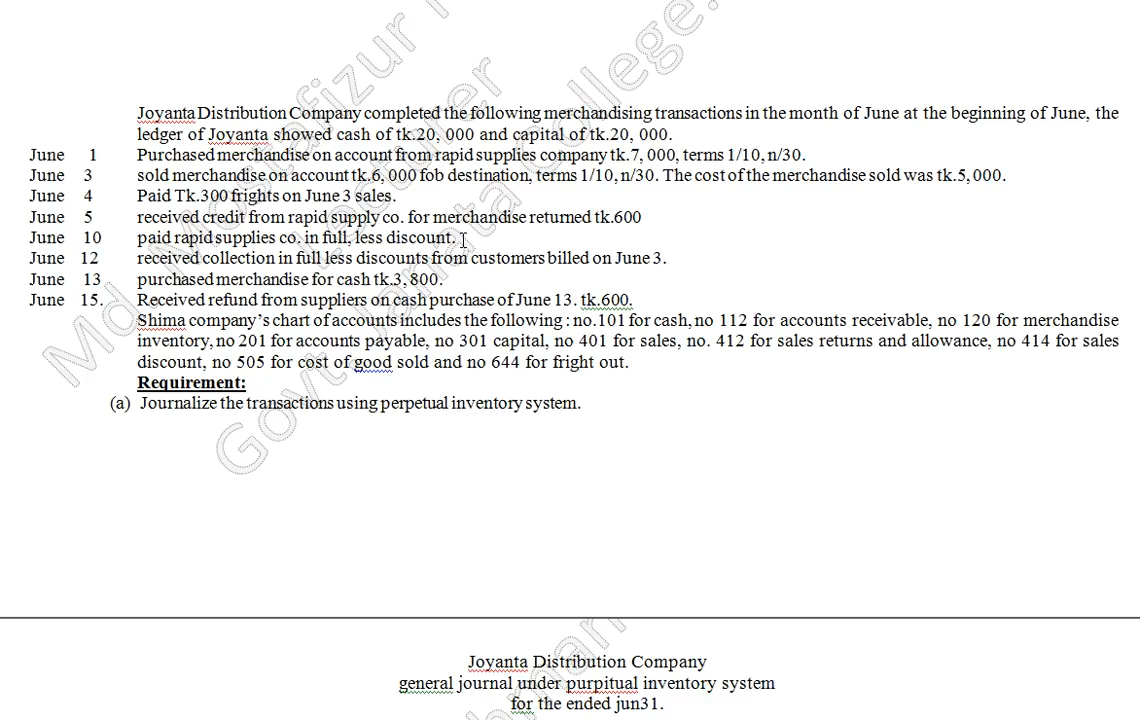 Joyanta Distribution Company completed the following merchandising transactions in the month of June at the beginning of June, the
ledger of Joyanta showed cash of tk.20, 000 and capital of tk.20, 000.
June 1 Purchased merchandise on account from rapid supplies company tk.7, 000, terms 1/10, n/30.
June 3 sold merchandise on account tk.6, 000 fob destination, terms 1/10, n/30. The cost of the merchandise sold was tk.5, 000.
June 4 Paid Tk.300 frights on June 3 sales.
June 5 received credit from rapid supply co. for merchandise returned tk.600
June 10 paid rapid supplies co. in full, less discount.
June 12 received collection in full less discounts from customers billed on June 3.
June 13 purchased merchandise for cash tk.3, 800.
June 15. Received refund from suppliers on cash purchase of June 13. tk.600.
Shima company's chart of accounts includes the following : no.101 for cash, no 112 for accounts receivable, no 120 for merchandise
inventory, no 201 for accounts payable, no 301 capital, no 401 for sales, no. 412 for sales returns and allowance, no 414 for sales
discount, no 505 for cost of good sold and no 644 for fright out.
Requirement:
(a) Journalize the transactions using perpetual inventory system.
Md. Mostafizur
Lecturer
Govt Janata College.
Joyanta Distribution Company
general journal under purpitual inventory system
for the ended jun31.